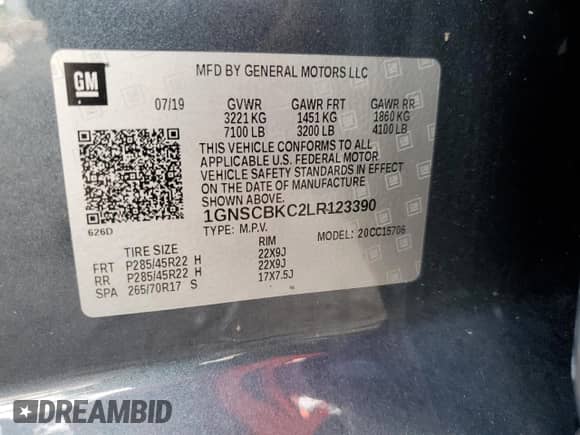 GM
MFD BY GENERAL MOTORS LLC
07/19 GVWR GAWR FRT GAWR RR
3221 KG 1451 KG 1860 KG
7100 LB 3200 LB 4100 LB
THIS VEHICLE CONFORMS TO ALL
APPLICABLE U.S. FEDERAL MOTOR
VEHICLE SAFETY STANDARDS IN EFFECT
ON THE DATE OF MANUFACTURE SHOWN ABOVE.
1GNSCBKC2LR123390
626D
TYPE: M.P.V. MODEL: 20CC15706
TIRE SIZE RIM
FRT P285/45R22 H 22X9J
RR P285/45R22 H 22X9J
SPA 265/70R17 S 17X7.5J
DREAMBID